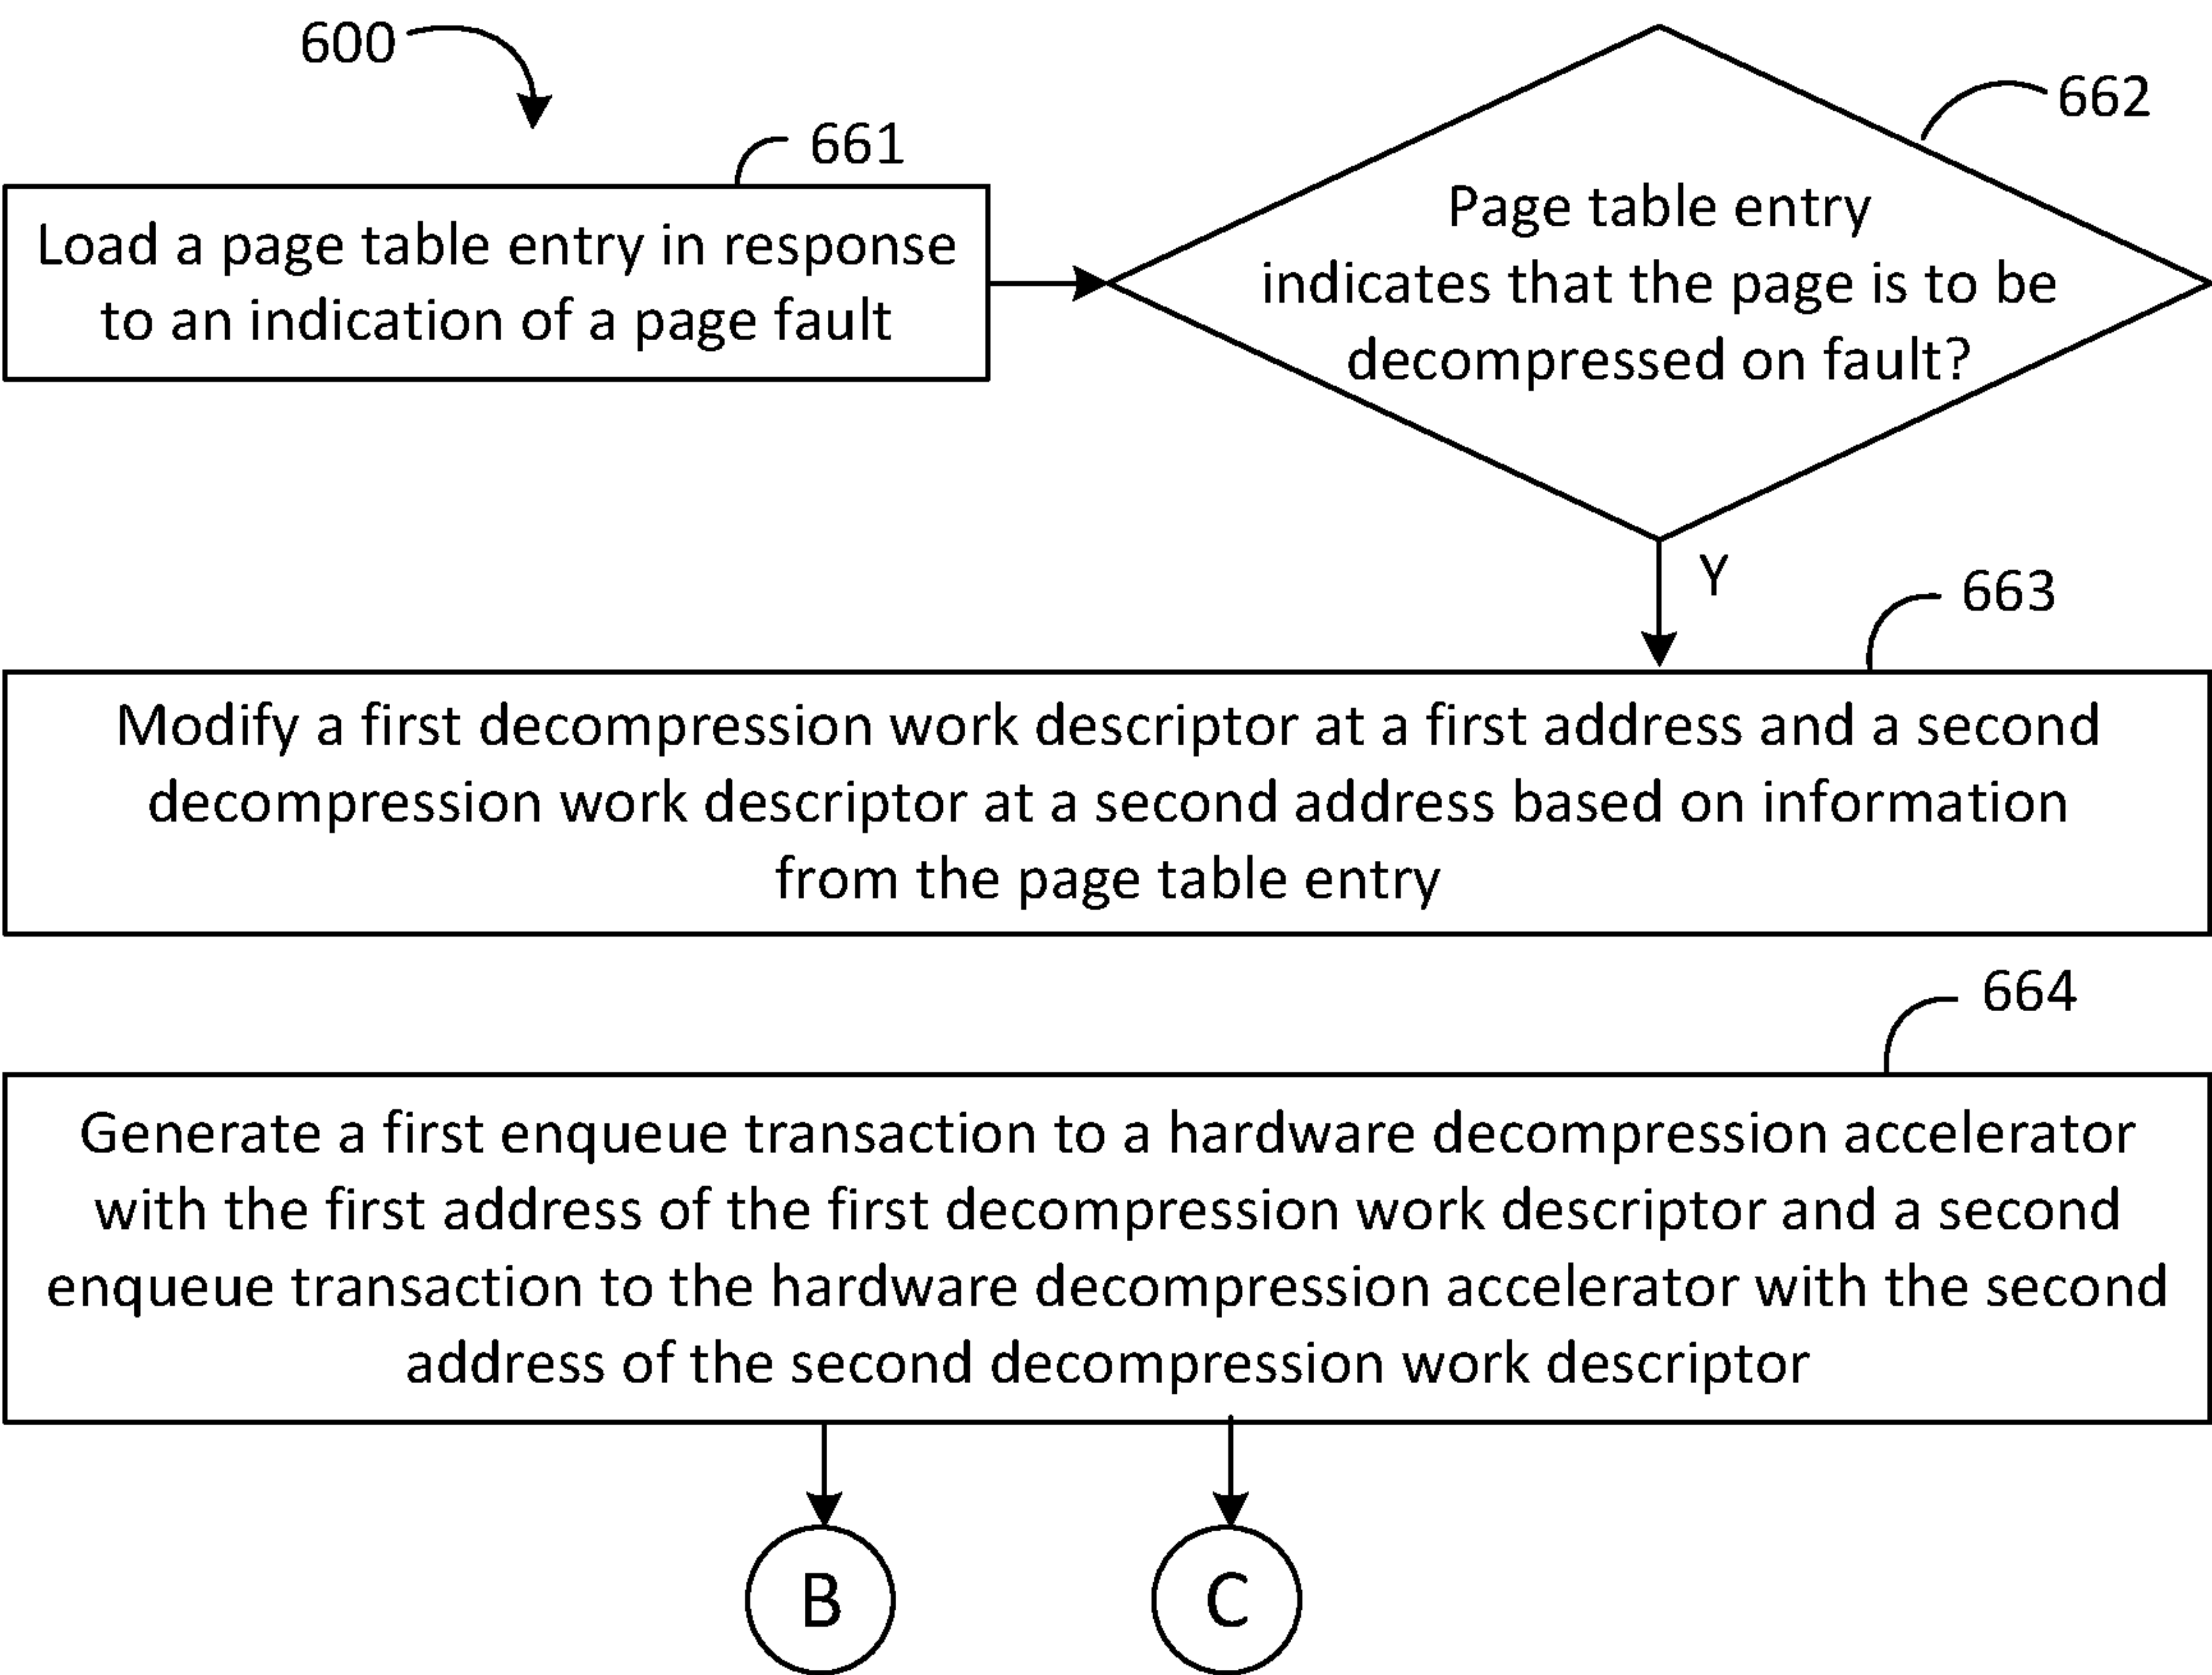 600
661
Load a page table entry in response
to an indication of a page fault
662
Page table entry
indicates that the page is to be
decompressed on fault?
Y
663
Modify a first decompression work descriptor at a first address and a second
decompression work descriptor at a second address based on information
from the page table entry
664
Generate a first enqueue transaction to a hardware decompression accelerator
with the first address of the first decompression work descriptor and a second
enqueue transaction to the hardware decompression accelerator with the second
address of the second decompression work descriptor
B
C